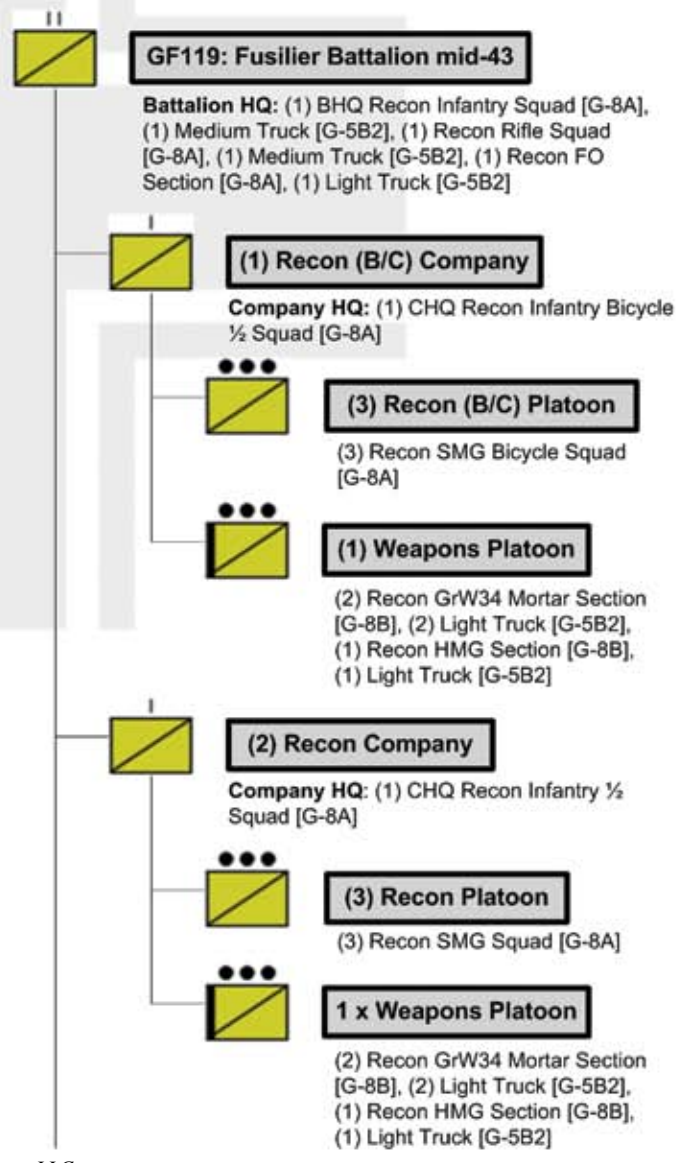 GF119: Fusilier Battalion mid-43
Battalion HQ: (1) BHQ Recon Infantry Squad [G-8A],
(1) Medium Truck [G-5B2], (1) Recon Rifle Squad
[G-8A], (1) Medium Truck [G-5B2], (1) Recon FO
Section [G-8A], (1) Light Truck [G-5B2]
(1) Recon (B/C) Company
Company HQ: (1) CHQ Recon Infantry Bicycle
½ Squad [G-8A]
(3) Recon (B/C) Platoon
(3) Recon SMG Bicycle Squad
[G-8A]
(1) Weapons Platoon
(2) Recon GrW34 Mortar Section
[G-8B], (2) Light Truck [G-5B2],
(1) Recon HMG Section [G-8B],
(1) Light Truck [G-5B2]
(2) Recon Company
Company HQ: (1) CHQ Recon Infantry ½
Squad [G-8A]
(3) Recon Platoon
(3) Recon SMG Squad [G-8A]
1 x Weapons Platoon
(2) Recon GrW34 Mortar Section
[G-8B], (2) Light Truck [G-5B2],
(1) Recon HMG Section [G-8B],
(1) Light Truck [G-5B2]